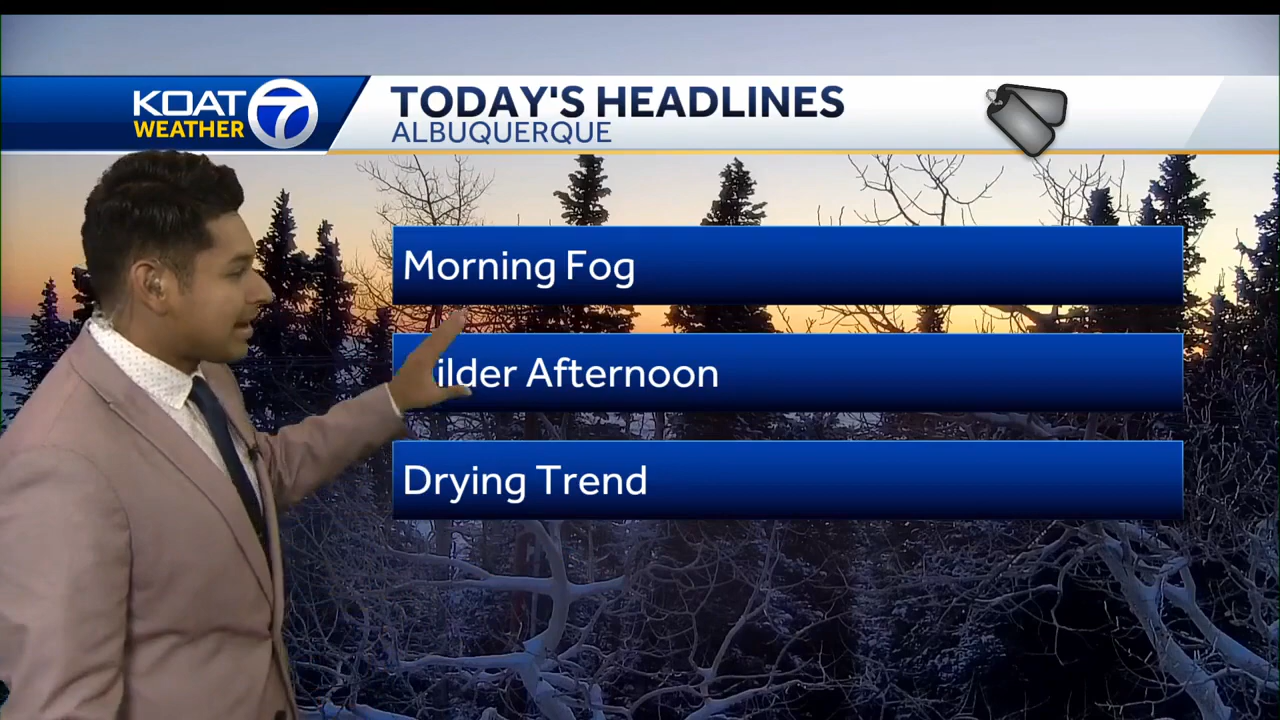 KOAT 7
WEATHER
TODAY'S HEADLINES
ALBUQUERQUE
Morning Fog
ilder Afternoon
Drying Trend